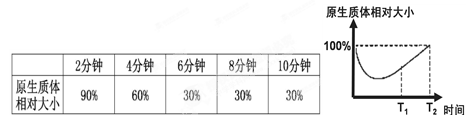 2分钟 4分钟 6分钟 8分钟 10分钟
原生质体相对大小 90% 60% 30% 30% 30%
原生质体相对大小
100%
T1 T2 时间